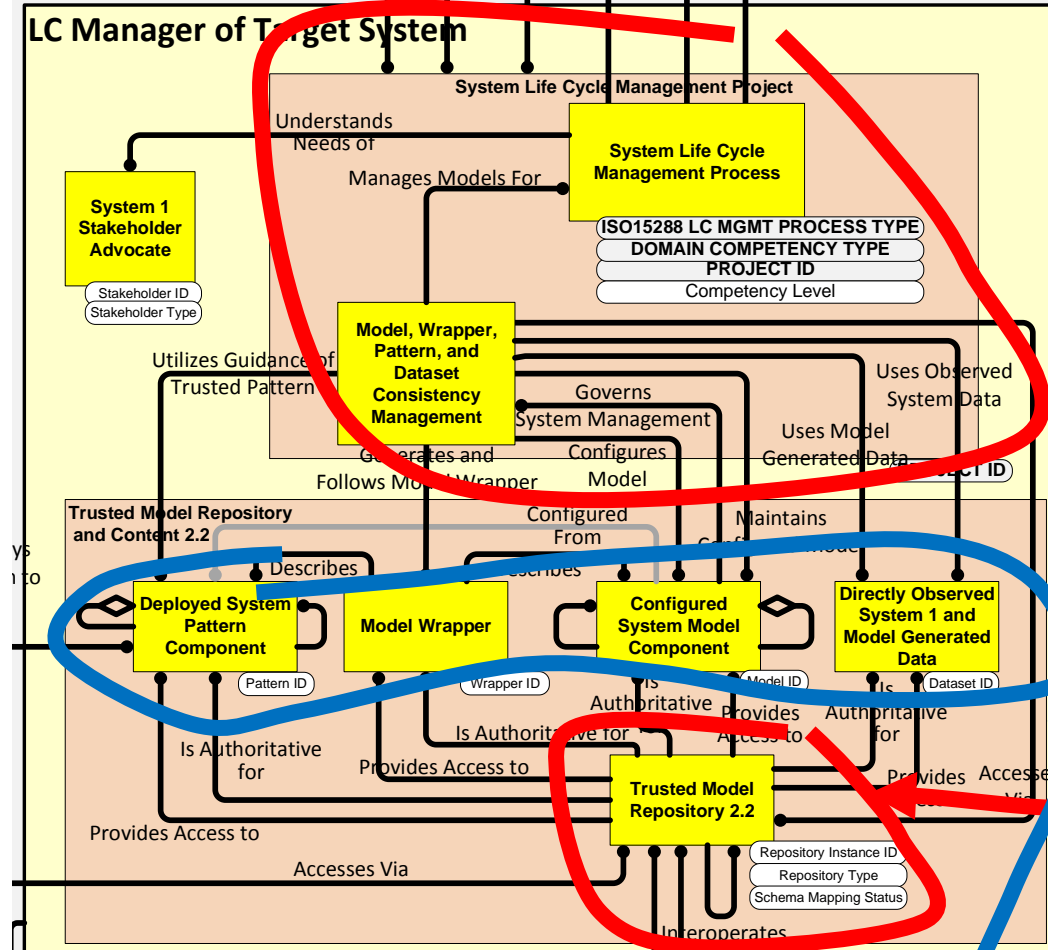 LC Manager of Target System
System Life Cycle Management Project
Understands
Needs of
System Life Cycle
Management Process
Manages Models For
System 1
Stakeholder
Advocate
ISO15288 LC MGMT PROCESS TYPE
DOMAIN COMPETENCY TYPE
PROJECT ID
Competency Level
Stakeholder ID
Stakeholder Type
Model, Wrapper,
Pattern, and
Dataset
Consistency
Management
Utilizes Guidance of
Trusted Pattern
Uses Observed
System Data
Governs
System Management
Uses Model
Generated Data
Generates and
Follows Model Wrapper
Configures
Model
PROJECT ID
Trusted Model Repository
and Content 2.2
Configured
From
Maintains
Describes
Describes
Deployed System
Pattern
Component
Model Wrapper
Configured
System Model
Component
Directly Observed
System 1 and
Model Generated
Data
Pattern ID
Wrapper ID
Model ID
Dataset ID
Is
Authoritative
Provides
Access to
Is
Authoritative
for
Is Authoritative
for
Is Authoritative for
Provides Access to
Provides
Trusted Model
Repository 2.2
Provides Access to
Repository Instance ID
Repository Type
Schema Mapping Status
Accesses Via
Interoperates